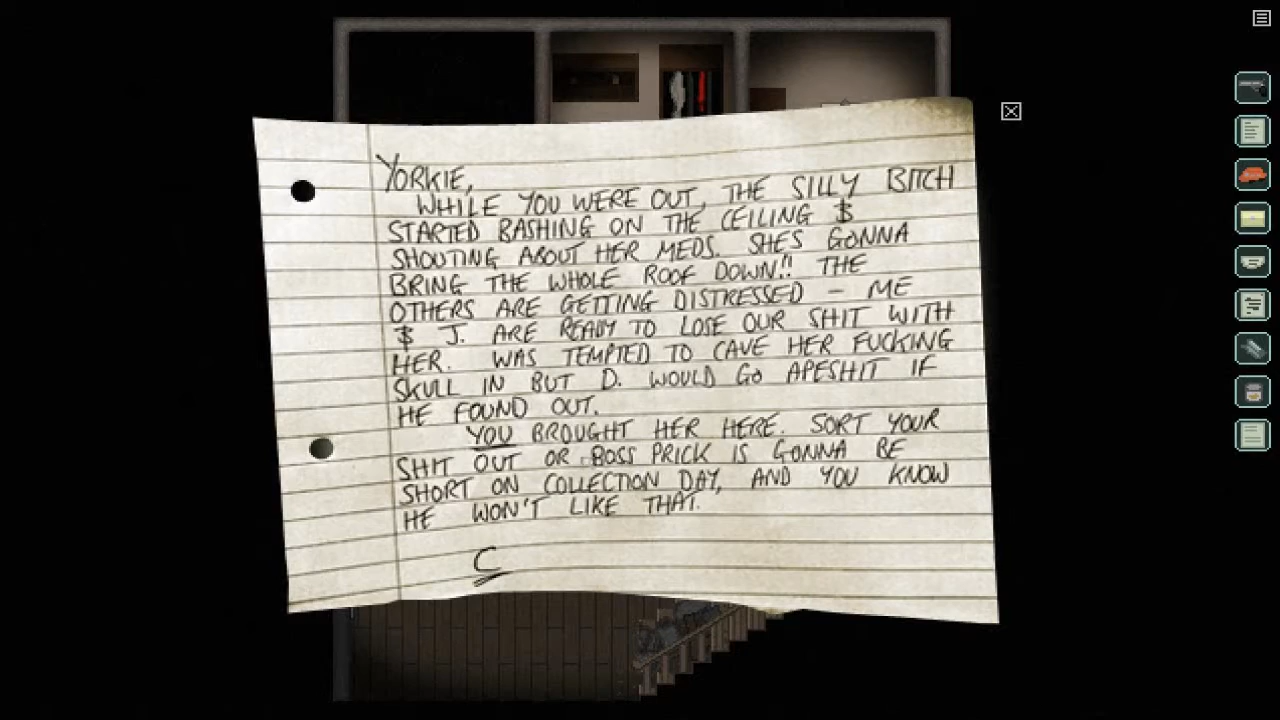 YORKIE,
WHILE YOU WERE OUT, THE SILLY BITCH
STARTED BASHING ON THE CEILING $
SHOUTING ABOUT HER MEDS. SHES GONNA
BRING THE WHOLE ROOF DOWN!! THE
OTHERS ARE GETTING DISTRESSED - ME
$ J. ARE READY TO LOSE OUR SHIT WITH
HER. WAS TEMPTED TO CAVE HER FUCKING
SKULL IN BUT D. WOULD GO APESHIT IF
HE FOUND OUT.
YOU BROUGHT HER HERE. SORT YOUR
SHIT OUT OR BOSS PRICK IS GONNA BE
SHORT ON COLLECTION DAY, AND YOU KNOW
HE WON'T LIKE THAT.
C